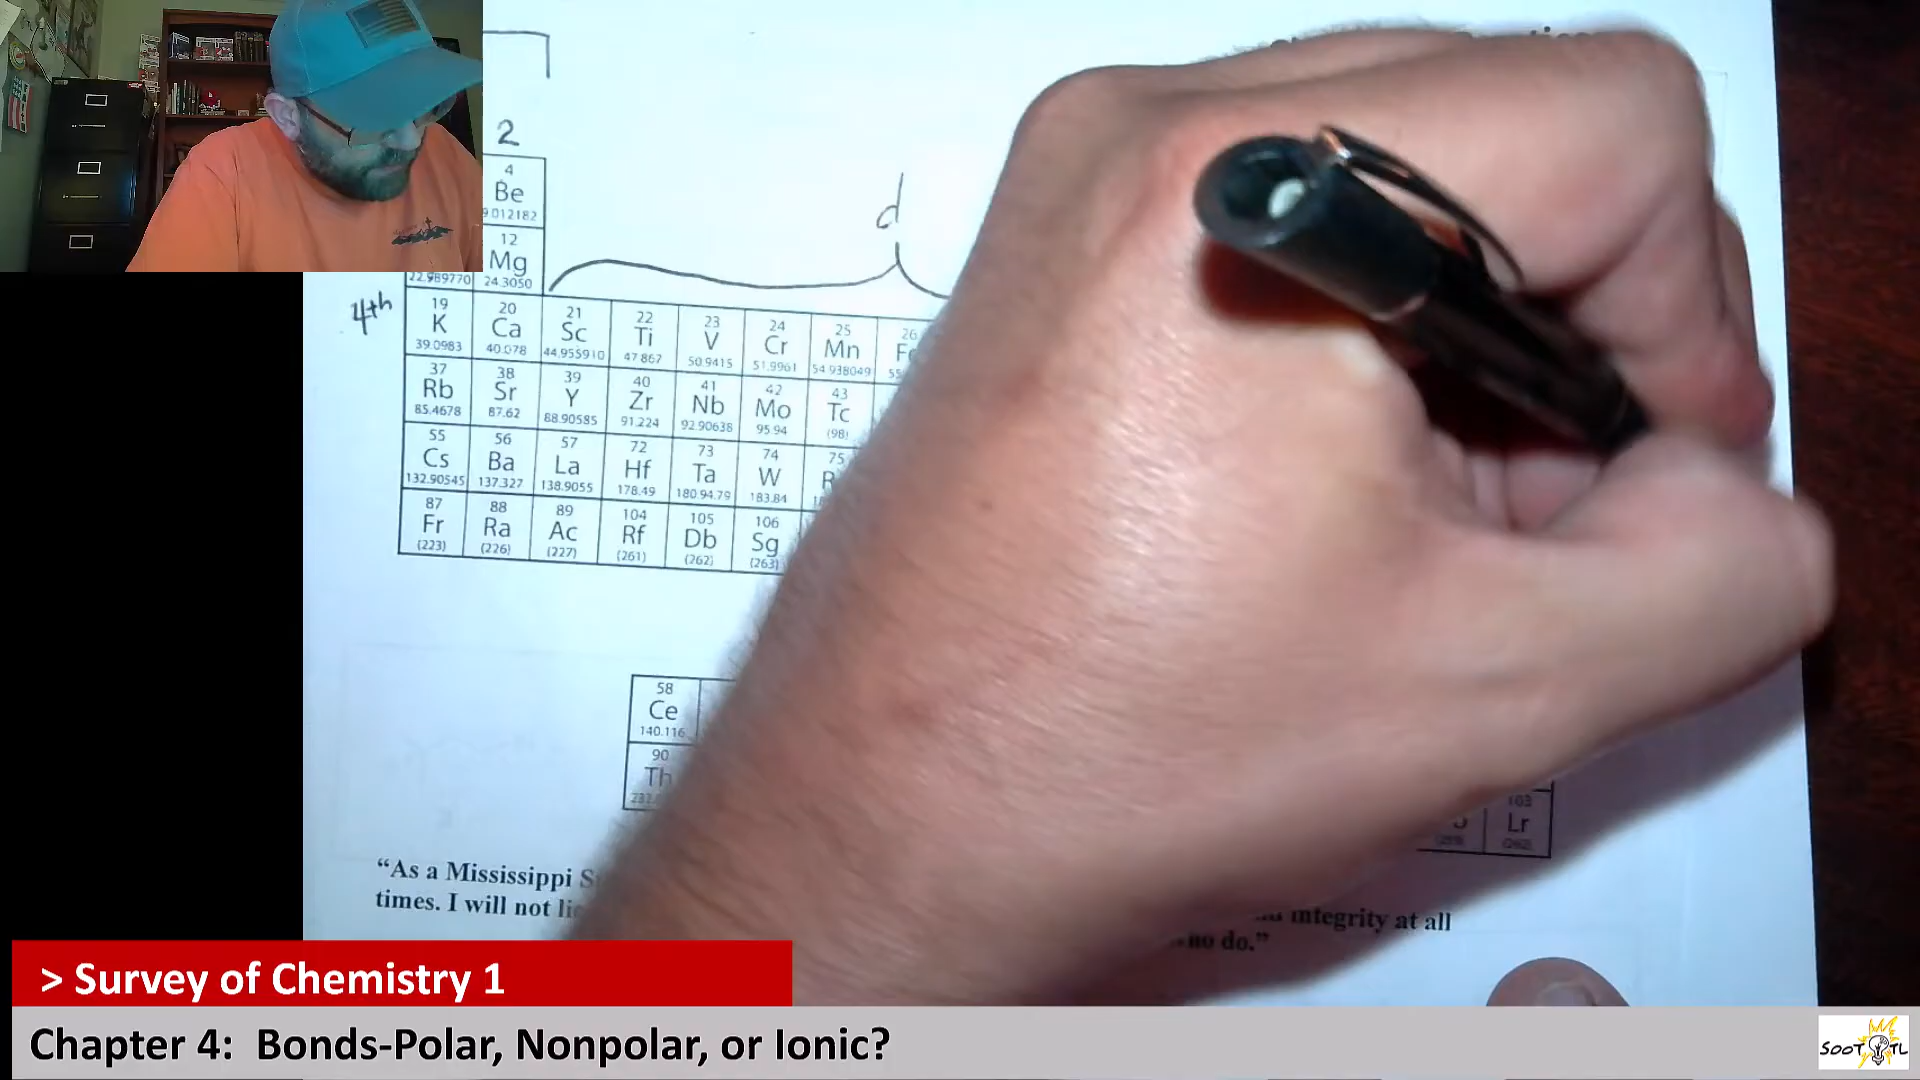 2
d
4th
4
Be
9.012182
12
Mg
22.989770 24.3050
19 20 21 22 23 24 25 26
K Ca Sc Ti V Cr Mn
39.0983 40.078 44.955910 47.867 50.9415 51.9961 54.938049
37 38 39 40 41 42 43
Rb Sr Y Zr Nb Mo Tc
85.4678 87.62 88.90585 91.224 92.90638 95.94 (98)
55 56 57 72 73 74 75
Cs Ba La Hf Ta W
132.90545 137.327 138.9055 178.49 180.94.79 183.84
87 88 89 104 105 106
Fr Ra Ac Rf Db Sg
(223) (226) (227) (261) (262) (263)
58
Ce
140.116
90 103
Th Lr
(262)
“As a Mississippi integrity at all
times. I will not do.”
> Survey of Chemistry 1
Chapter 4: Bonds-Polar, Nonpolar, or Ionic?
SOOTTL